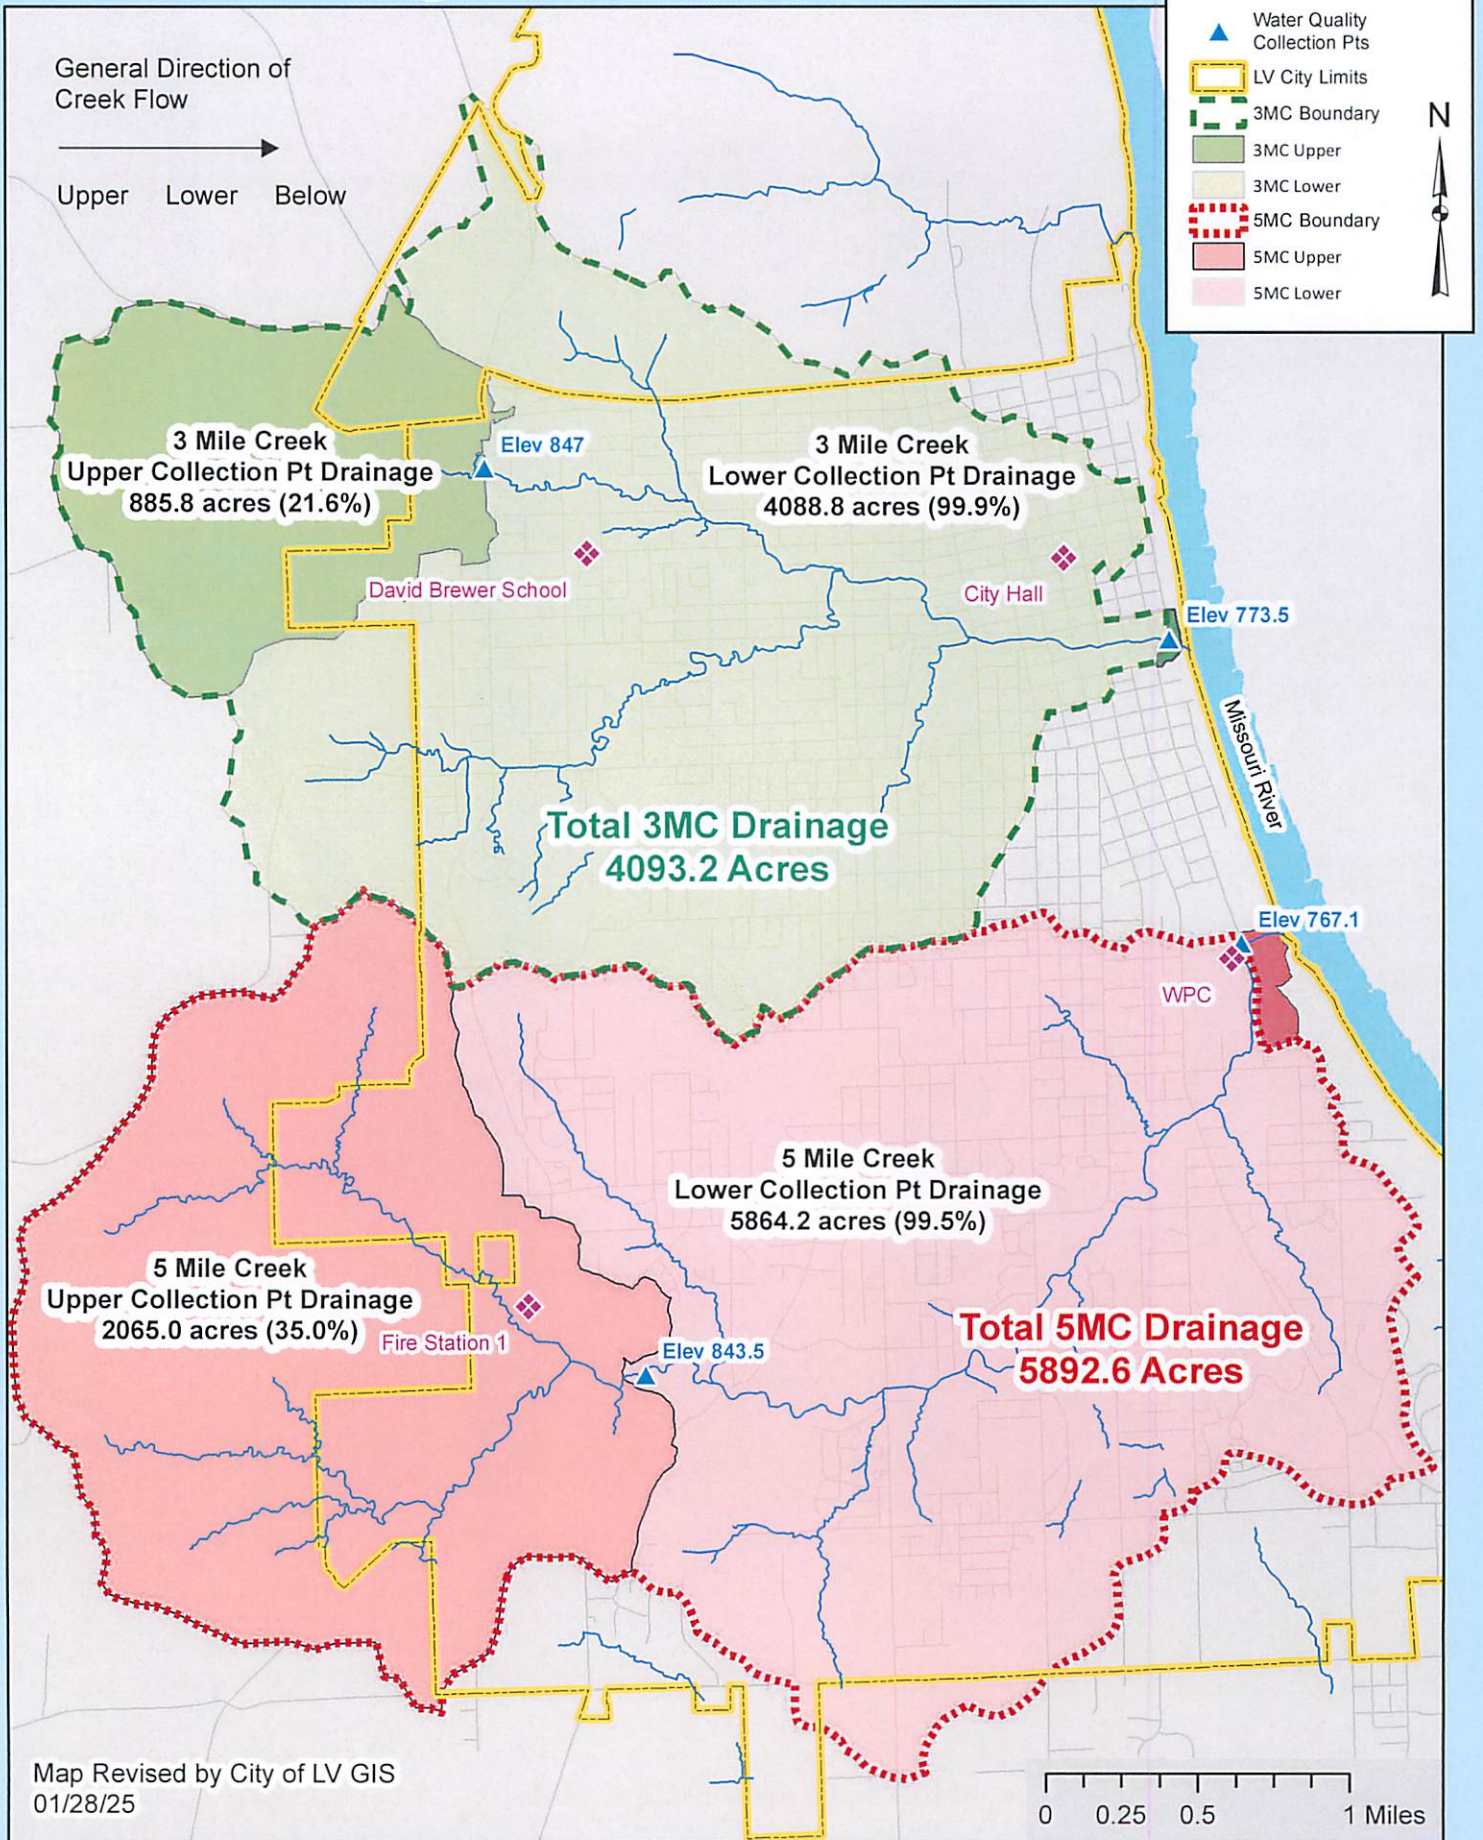 General Direction of
Creek Flow
Upper Lower Below
Water Quality
Collection Pts
LV City Limits
3MC Boundary
3MC Upper
3MC Lower
5MC Boundary
5MC Upper
5MC Lower
N
3 Mile Creek
Upper Collection Pt Drainage
885.8 acres (21.6%)
Elev 847
3 Mile Creek
Lower Collection Pt Drainage
4088.8 acres (99.9%)
David Brewer School
City Hall
Elev 773.5
Missouri River
Total 3MC Drainage
4093.2 Acres
Elev 767.1
WPC
5 Mile Creek
Lower Collection Pt Drainage
5864.2 acres (99.5%)
5 Mile Creek
Upper Collection Pt Drainage
2065.0 acres (35.0%)
Fire Station 1
Elev 843.5
Total 5MC Drainage
5892.6 Acres
Map Revised by City of LV GIS
01/28/25
0 0.25 0.5 1 Miles